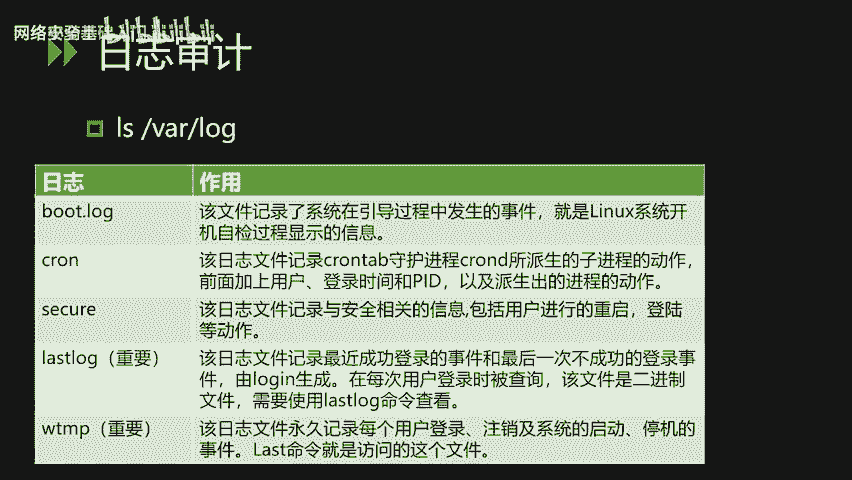 网络安全基础入门
日志审计
ls /var/log
日志
作用
boot.log
该文件记录了系统在引导过程中发生的事件，就是Linux系统开
机自检过程显示的信息。
cron
该日志文件记录crontab守护进程crond所派生的子进程的动作，
前面加上用户、登录时间和PID，以及派生出的进程的动作。
secure
该日志文件记录与安全相关的信息,包括用户进行的重启，登陆
等动作。
lastlog（重要）
该日志文件记录最近成功登录的事件和最后一次不成功的登录事
件，由login生成。在每次用户登录时被查询，该文件是二进制
文件，需要使用lastlog命令查看。
wtmp（重要）
该日志文件永久记录每个用户登录、注销及系统的启动、停机的
事件。Last命令就是访问的这个文件。